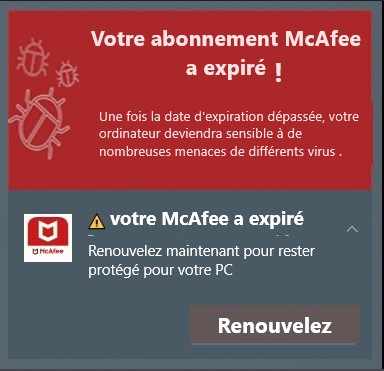 Votre abonnement McAfee
a expiré !
Une fois la date d'expiration dépassée, votre
ordinateur deviendra sensible à de
nombreuses menaces de différents virus .
⚠ votre McAfee a expiré
McAfee
Renouvelez maintenant pour rester
protégé pour votre PC
Renouvelez